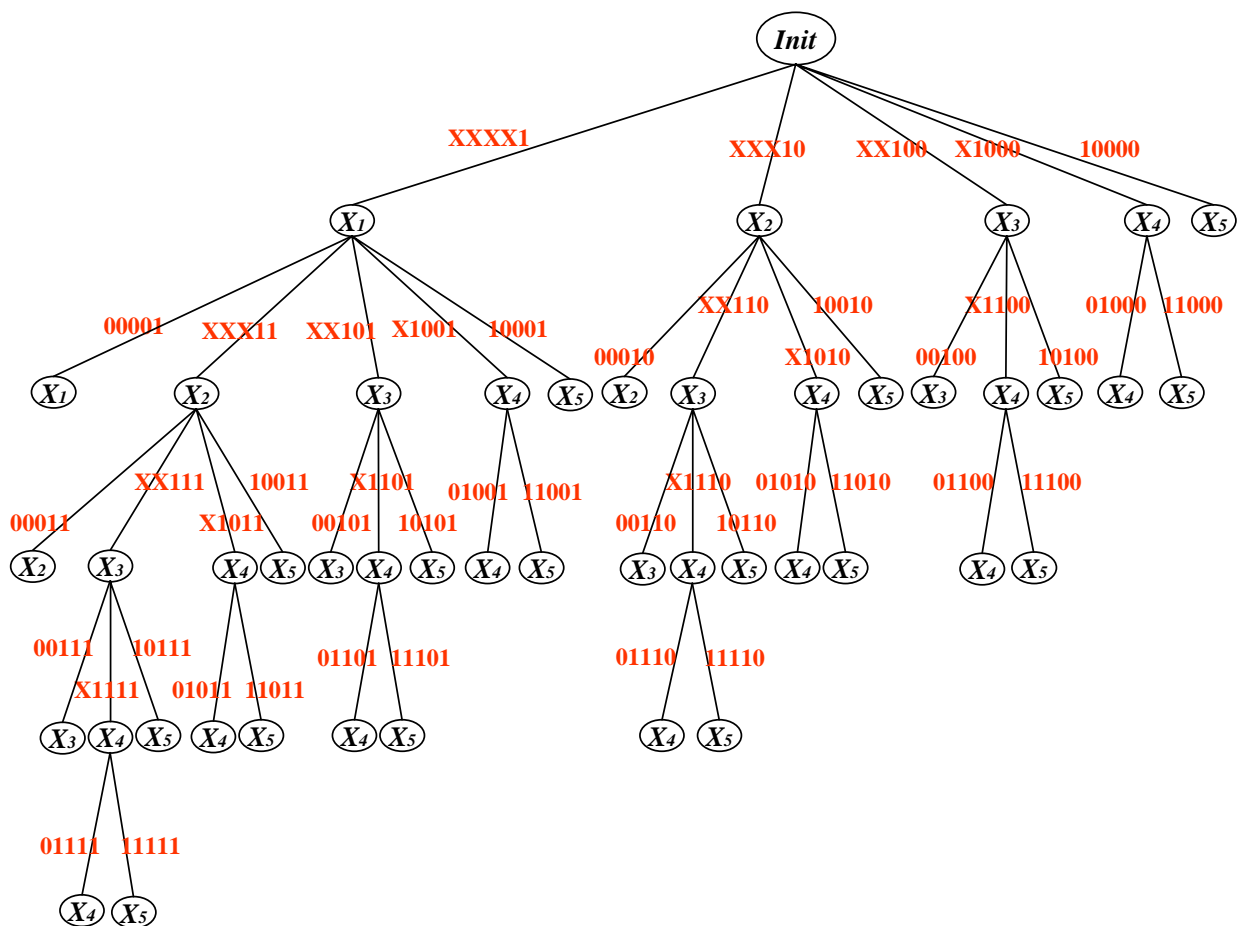 Init
XXXX1
XXX10 XX100 X1000 10000
X1 X2 X3 X4 X5
00001 XXX11 XX101 X1001 10001 XX110 10010 X1100 01000 11000
00010 X1010 00100 10100
X1 X2 X3 X4 X5 X2 X3 X4 X5 X3 X4 X5 X4 X5
XX111 10011 X1101 01001 11001 X1110 01010 11010 01100 11100
00011 X1011 00101 10101 00110 10110
X2 X3 X4 X5 X3 X4 X5 X4 X5 X3 X4 X5 X4 X5 X4 X5
00111 10111 01101 11101 01110 11110
X1111 01011 11011
X3 X4 X5 X4 X5 X4 X5 X4 X5
01111 11111
X4 X5